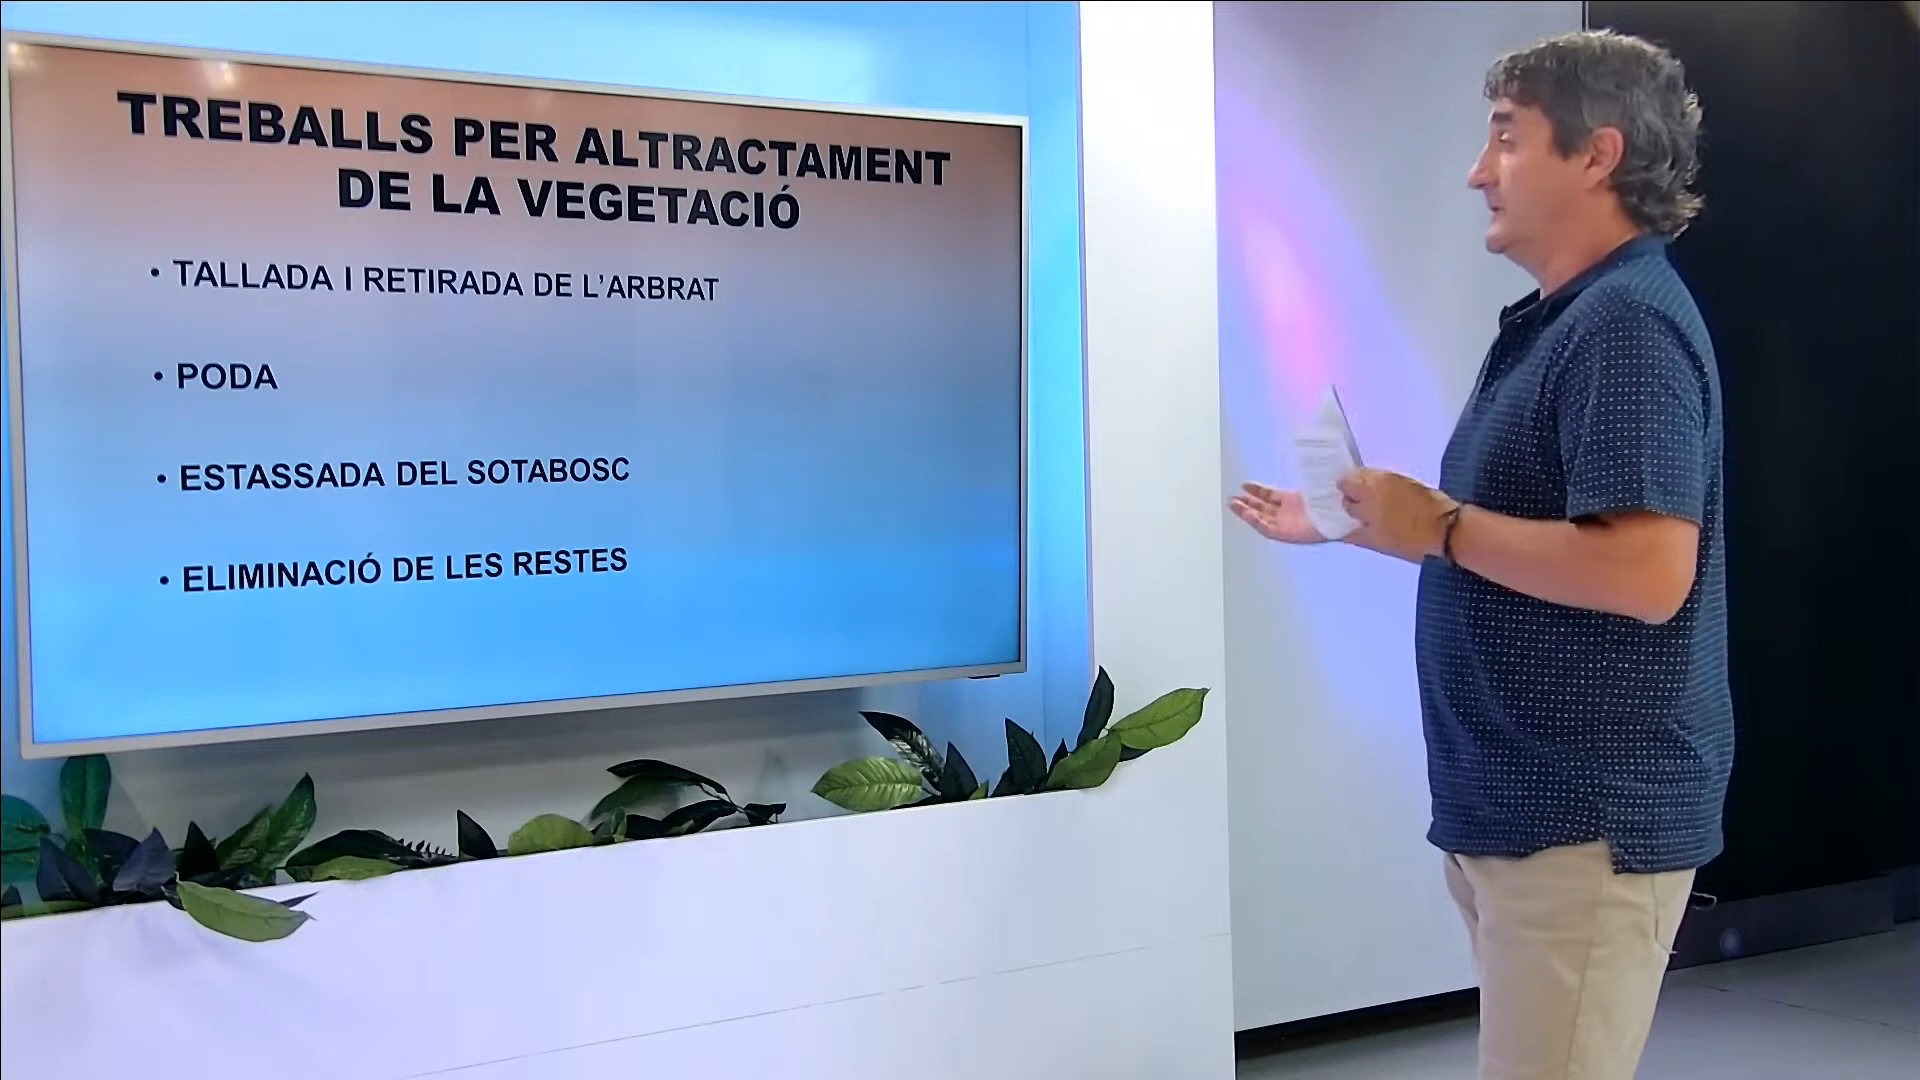 TREBALLS PER ALTRACTAMENT
DE LA VEGETACIÓ
• TALLADA I RETIRADA DE L'ARBRAT
• PODA
• ESTASSADA DEL SOTABOSC
• ELIMINACIÓ DE LES RESTES